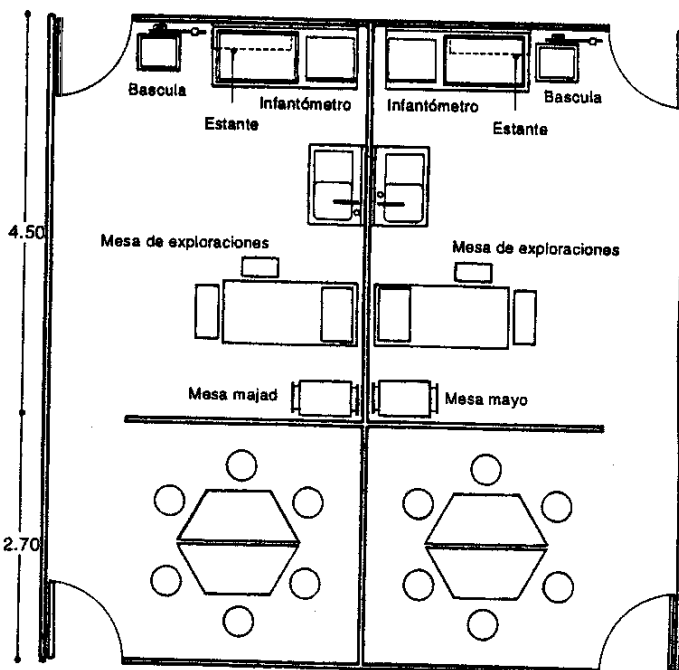 Bascula
Infantómetro
Infantómetro
Bascula
Estante
Estante
4.50
Mesa de exploraciones
Mesa de exploraciones
Mesa majad
Mesa mayo
2.70